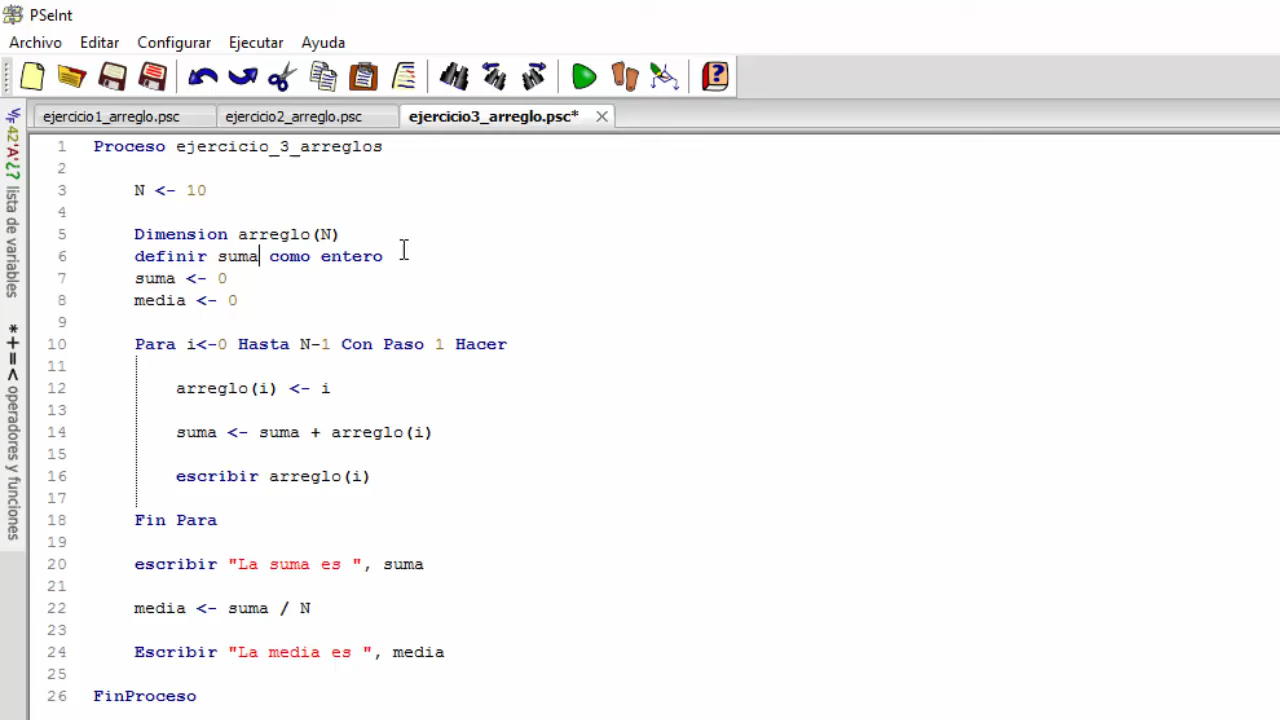 PSeInt
Archivo Editar Configurar Ejecutar Ayuda
ejercicio1_arreglo.psc ejercicio2_arreglo.psc ejercicio3_arreglo.psc*
1 Proceso ejercicio_3_arreglos
2
3 N <- 10
4
5 Dimension arreglo(N)
6 definir suma como entero
7 suma <- 0
8 media <- 0
9
10 Para i<-0 Hasta N-1 Con Paso 1 Hacer
11
12 arreglo(i) <- i
13
14 suma <- suma + arreglo(i)
15
16 escribir arreglo(i)
17
18 Fin Para
19
20 escribir "La suma es ", suma
21
22 media <- suma / N
23
24 Escribir "La media es ", media
25
26 FinProceso
V/F 42 'A' ¿? lista de variables
*+=< operadores y funciones